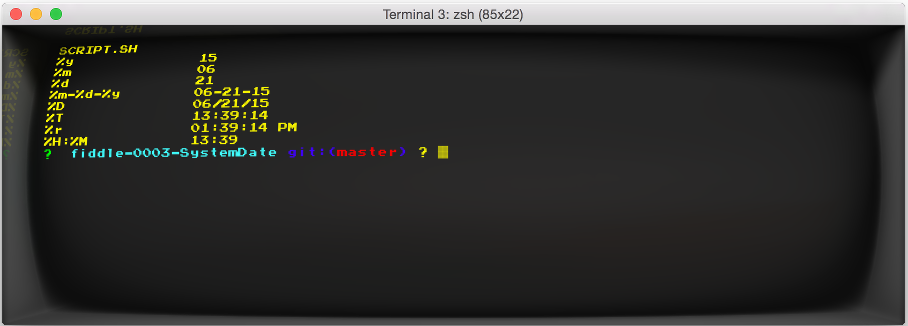 Terminal 3: zsh (85x22)
SCRIPT.SH
%y 15
%m 06
%d 21
%m-%d-%y 06-21-15
%D 06/21/15
%T 13:39:14
%r 01:39:14 PM
%H:%M 13:39
? fiddle-0003-SystemDate git:(master) ?